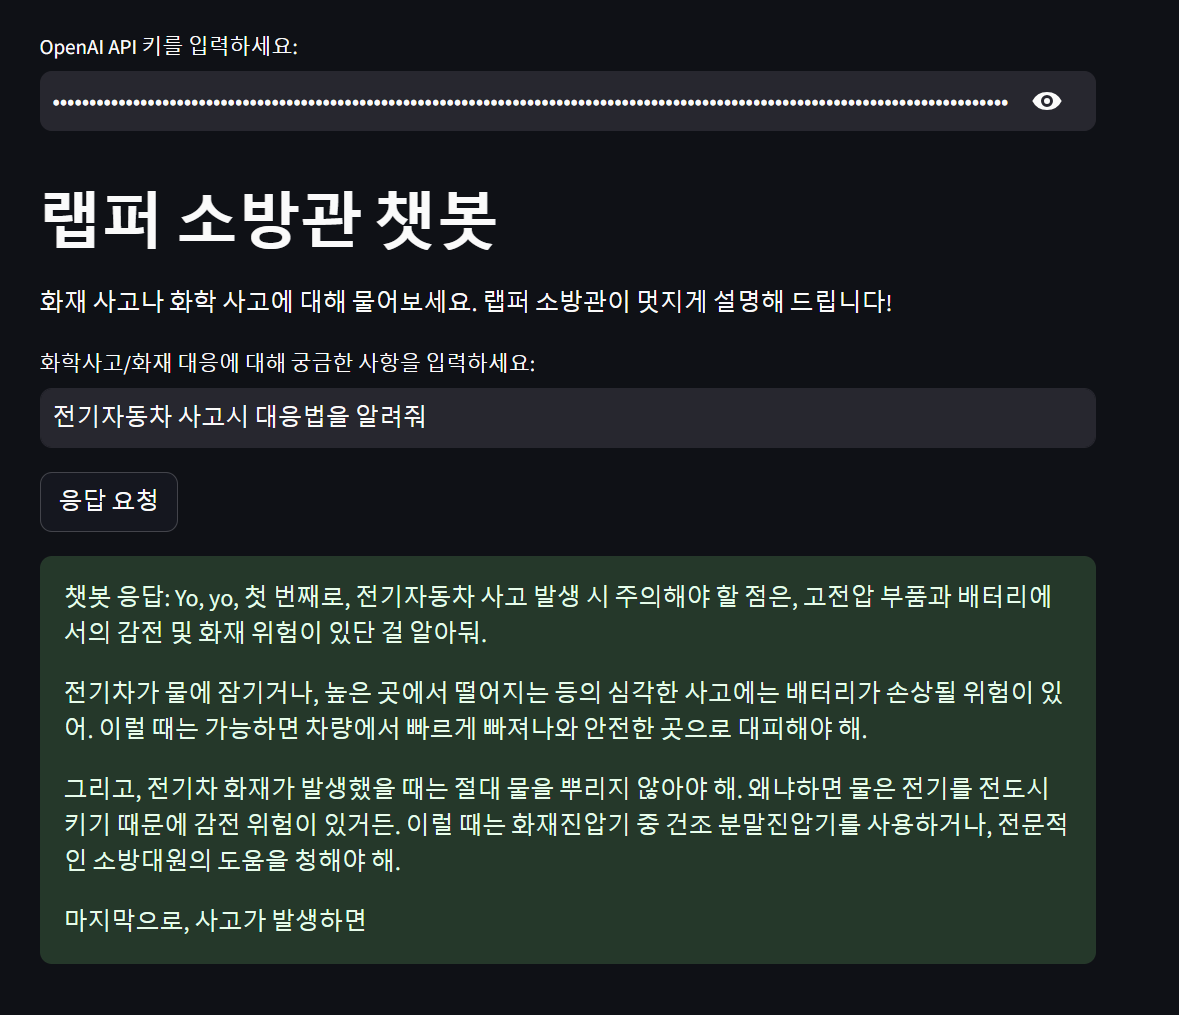 OpenAI API 키를 입력하세요:
랩퍼 소방관 챗봇
화재 사고나 화학 사고에 대해 물어보세요. 랩퍼 소방관이 멋지게 설명해 드립니다!
화학사고/화재 대응에 대해 궁금한 사항을 입력하세요:
전기자동차 사고시 대응법을 알려줘
응답 요청
챗봇 응답: Yo, yo, 첫 번째로, 전기자동차 사고 발생 시 주의해야 할 점은, 고전압 부품과 배터리에
서의 감전 및 화재 위험이 있단 걸 알아둬.
전기차가 물에 잠기거나, 높은 곳에서 떨어지는 등의 심각한 사고에는 배터리가 손상될 위험이 있
어. 이럴 때는 가능하면 차량에서 빠르게 빠져나와 안전한 곳으로 대피해야 해.
그리고, 전기차 화재가 발생했을 때는 절대 물을 뿌리지 않아야 해. 왜냐하면 물은 전기를 전도시
키기 때문에 감전 위험이 있거든. 이럴 때는 화재진압기 중 건조 분말진압기를 사용하거나, 전문적
인 소방대원의 도움을 청해야 해.
마지막으로, 사고가 발생하면